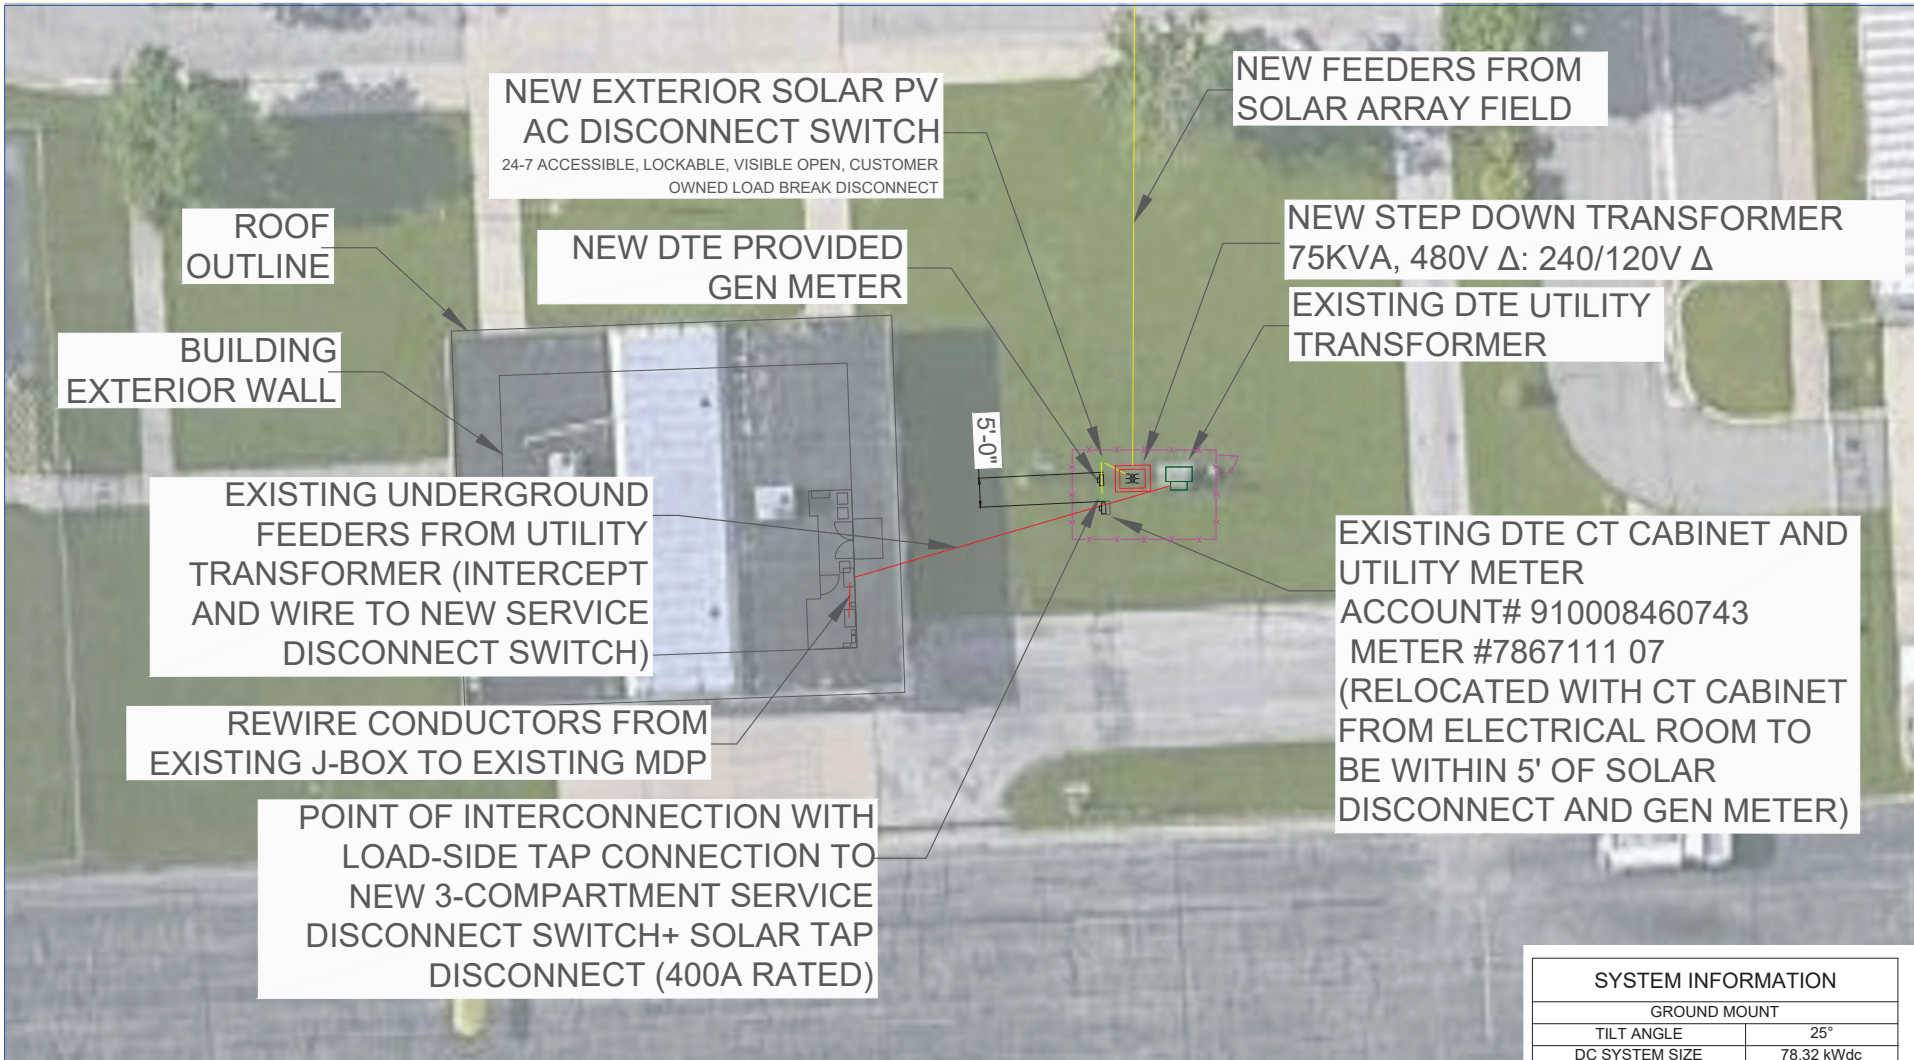 NEW EXTERIOR SOLAR PV
AC DISCONNECT SWITCH
24-7 ACCESSIBLE, LOCKABLE, VISIBLE OPEN, CUSTOMER
OWNED LOAD BREAK DISCONNECT
NEW FEEDERS FROM
SOLAR ARRAY FIELD
ROOF
OUTLINE
NEW DTE PROVIDED
GEN METER
NEW STEP DOWN TRANSFORMER
75KVA, 480V Δ: 240/120V Δ
EXISTING DTE UTILITY
TRANSFORMER
BUILDING
EXTERIOR WALL
5'-0"
EXISTING UNDERGROUND
FEEDERS FROM UTILITY
TRANSFORMER (INTERCEPT
AND WIRE TO NEW SERVICE
DISCONNECT SWITCH)
EXISTING DTE CT CABINET AND
UTILITY METER
ACCOUNT# 910008460743
METER #7867111 07
(RELOCATED WITH CT CABINET
FROM ELECTRICAL ROOM TO
BE WITHIN 5' OF SOLAR
DISCONNECT AND GEN METER)
REWIRE CONDUCTORS FROM
EXISTING J-BOX TO EXISTING MDP
POINT OF INTERCONNECTION WITH
LOAD-SIDE TAP CONNECTION TO
NEW 3-COMPARTMENT SERVICE
DISCONNECT SWITCH+ SOLAR TAP
DISCONNECT (400A RATED)
SYSTEM INFORMATION
GROUND MOUNT
TILT ANGLE 25°
DC SYSTEM SIZE 78.32 kWdc